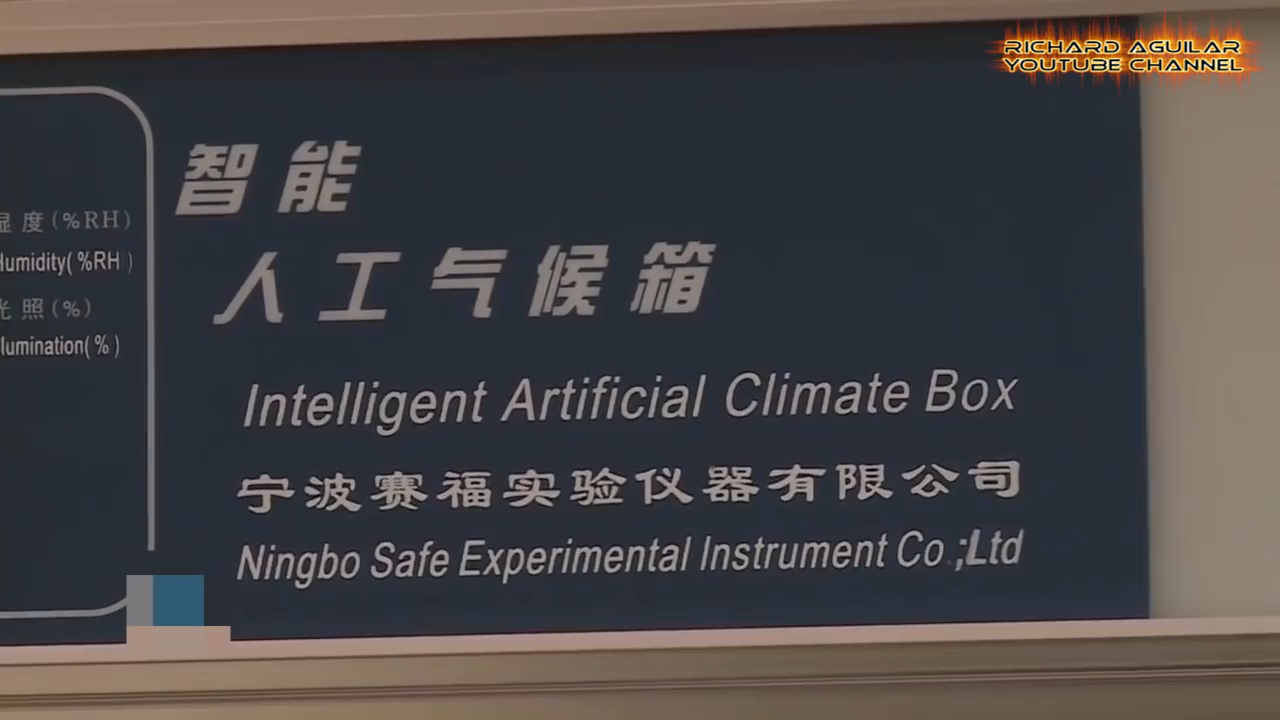 RICHARD AGUILAR
YOUTUBE CHANNEL
智能
人工气候箱
Intelligent Artificial Climate Box
宁波赛福实验仪器有限公司
Ningbo Safe Experimental Instrument Co.;Ltd
湿度(%RH)
Humidity(%RH)
光照(%)
llumination(%)